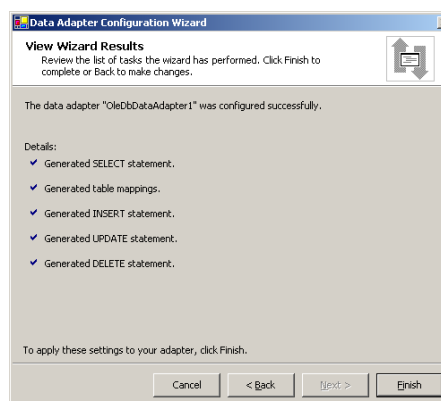 Data Adapter Configuration Wizard
View Wizard Results
Review the list of tasks the wizard has performed. Click Finish to
complete or Back to make changes.
The data adapter "OleDbDataAdapter1" was configured successfully.
Details:
Generated SELECT statement.
Generated table mappings.
Generated INSERT statement.
Generated UPDATE statement.
Generated DELETE statement.
To apply these settings to your adapter, click Finish.
Cancel < Back Next > Finish